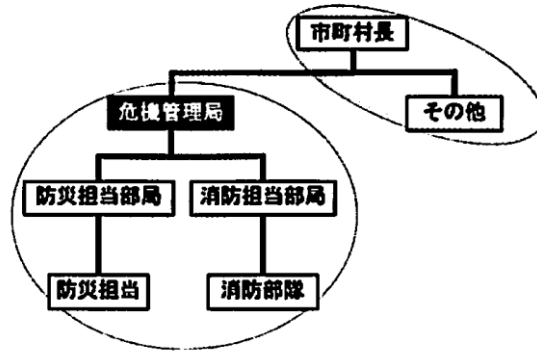 市町村長
危機管理局
その他
防災担当部局
消防担当部局
防災担当
消防部隊